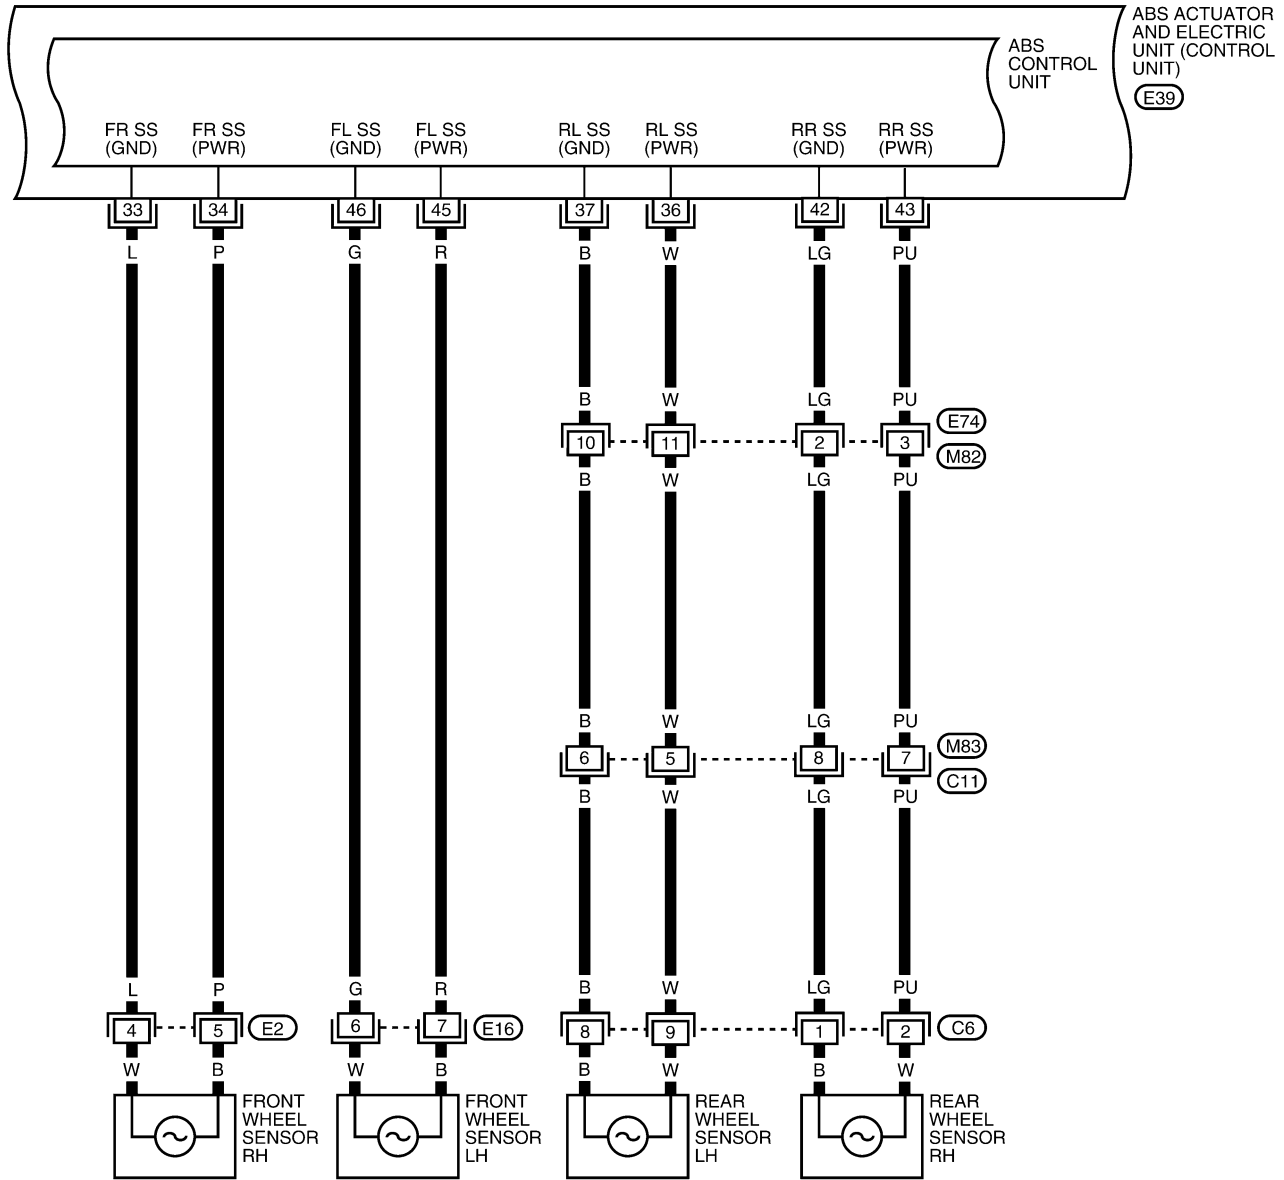 ABS ACTUATOR
AND ELECTRIC
UNIT (CONTROL
UNIT)
E39
ABS
CONTROL
UNIT
FR SS FR SS FL SS FL SS RL SS RL SS RR SS RR SS
(GND) (PWR) (GND) (PWR) (GND) (PWR) (GND) (PWR)
33 34 46 45 37 36 42 43
L P G R B W LG PU
B W LG PU
E74
10 11 2 3
M82
B W LG PU
B W LG PU
M83
6 5 8 7
C11
B W LG PU
L P G R B W LG PU
4 5 E2 6 7 E16 8 9 1 2 C6
W B W B B W B W
FRONT
WHEEL
SENSOR
RH
FRONT
WHEEL
SENSOR
LH
REAR
WHEEL
SENSOR
LH
REAR
WHEEL
SENSOR
RH